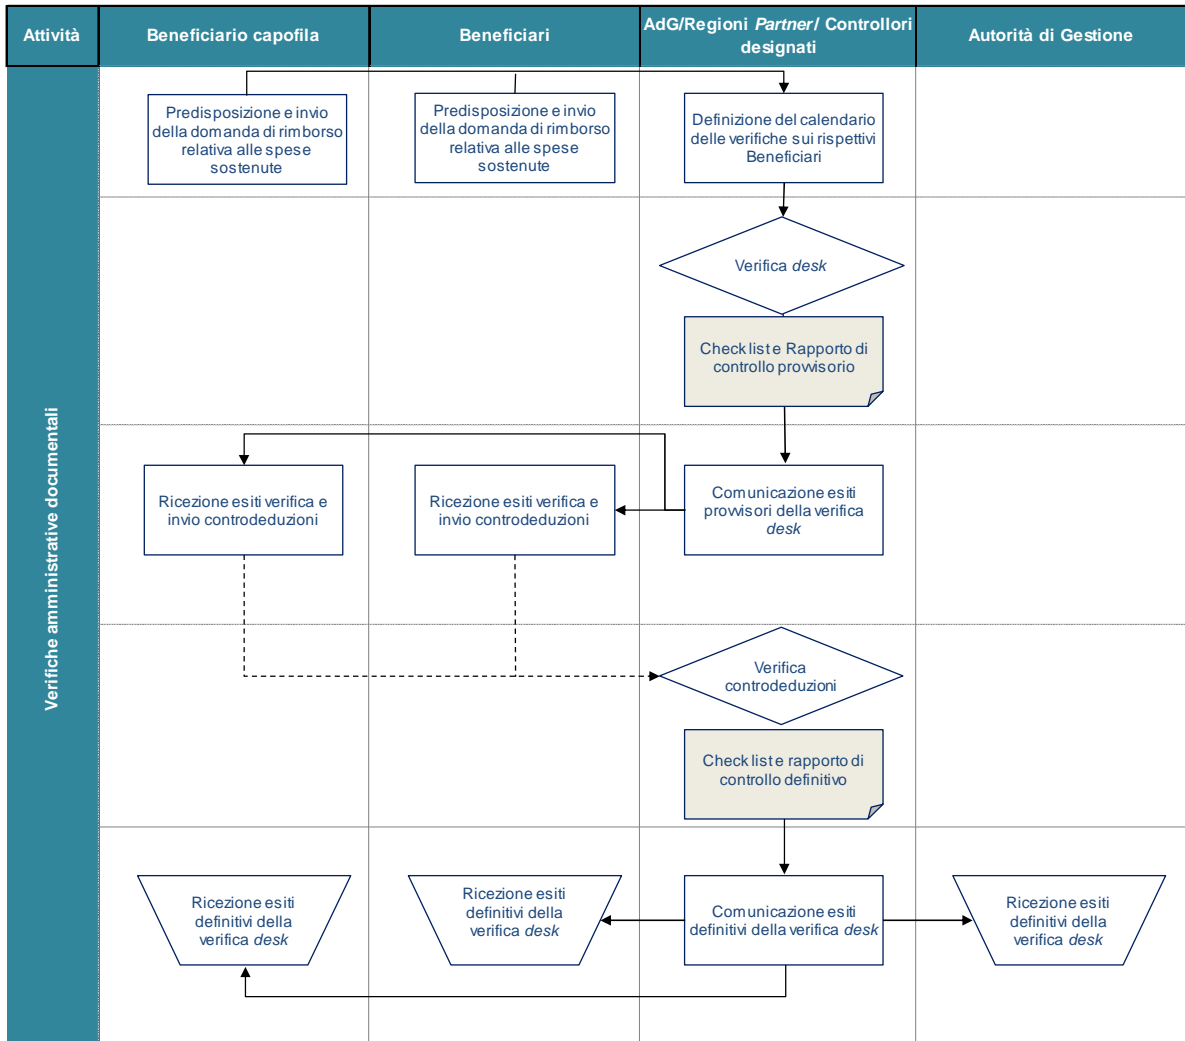 Attività
Beneficiario capofila
Beneficiari
AdG/Regioni Partner/ Controllori
designati
Autorità di Gestione
Verifiche amministrative documentali
Predisposizione e invio
della domanda di rimborso
relativa alle spese
sostenute
Predisposizione e invio
della domanda di rimborso
relativa alle spese
sostenute
Definizione del calendario
delle verifiche sui rispettivi
Beneficiari
Verifica desk
Check list e Rapporto di
controllo provvisorio
Ricezione esiti verifica e
invio controdeduzioni
Ricezione esiti verifica e
invio controdeduzioni
Comunicazione esiti
provvisori della verifica
desk
Verifica
controdeduzioni
Check list e rapporto di
controllo definitivo
Ricezione esiti
definitivi della
verifica desk
Ricezione esiti
definitivi della
verifica desk
Comunicazione esiti
definitivi della verifica desk
Ricezione esiti
definitivi della
verifica desk